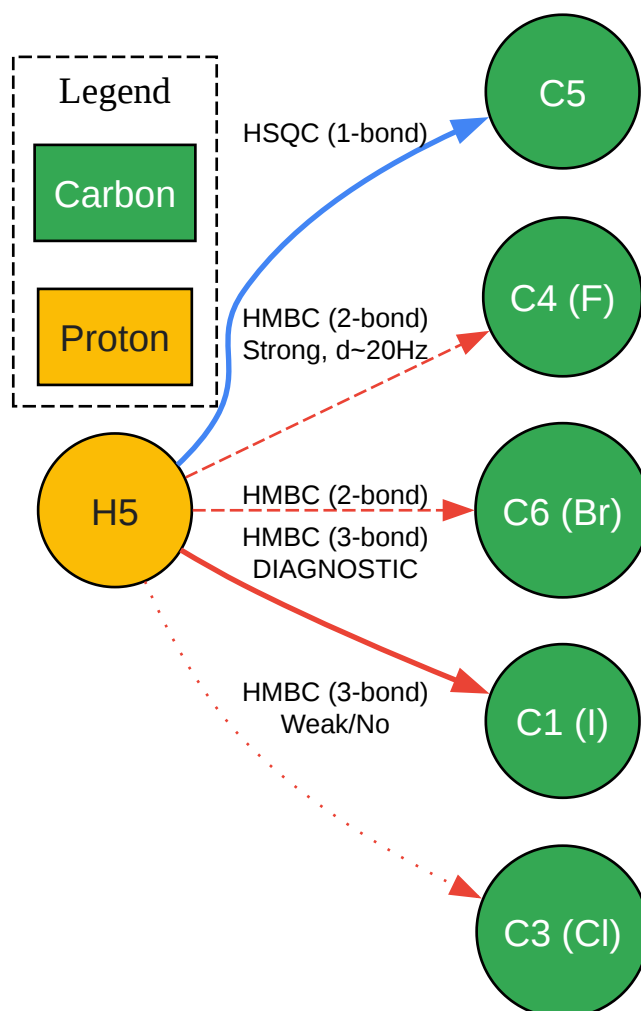 Legend
Carbon
Proton
HSQC (1-bond)
C5
HMBC (2-bond)
Strong, d~20Hz
C4 (F)
H5
HMBC (2-bond)
C6 (Br)
HMBC (3-bond)
DIAGNOSTIC
C1 (I)
HMBC (3-bond)
Weak/No
C3 (Cl)